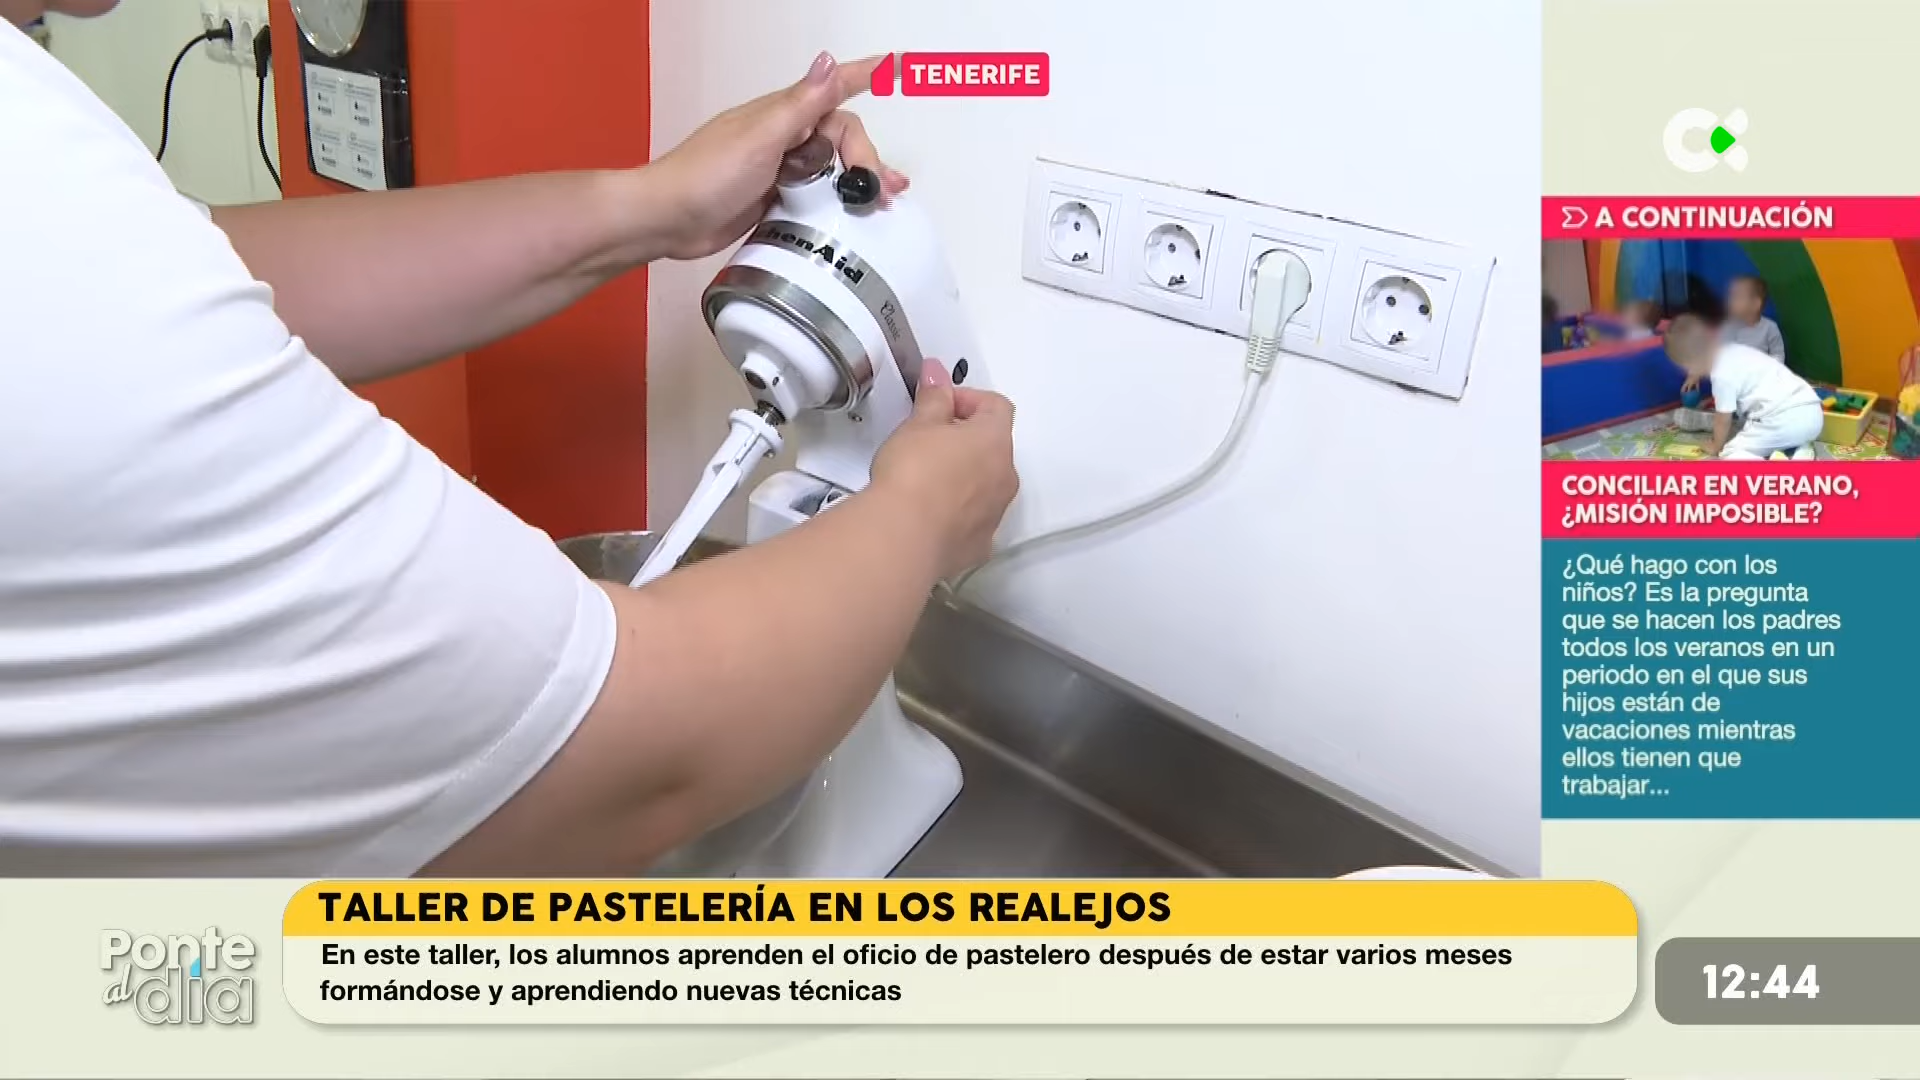 TENERIFE
henAid
Classic
A CONTINUACIÓN
CONCILIAR EN VERANO,
¿MISIÓN IMPOSIBLE?
¿Qué hago con los
niños? Es la pregunta
que se hacen los padres
todos los veranos en un
periodo en el que sus
hijos están de
vacaciones mientras
ellos tienen que
trabajar...
TALLER DE PASTELERÍA EN LOS REALEJOS
En este taller, los alumnos aprenden el oficio de pastelero después de estar varios meses
formándose y aprendiendo nuevas técnicas
Ponte
al día
12:44